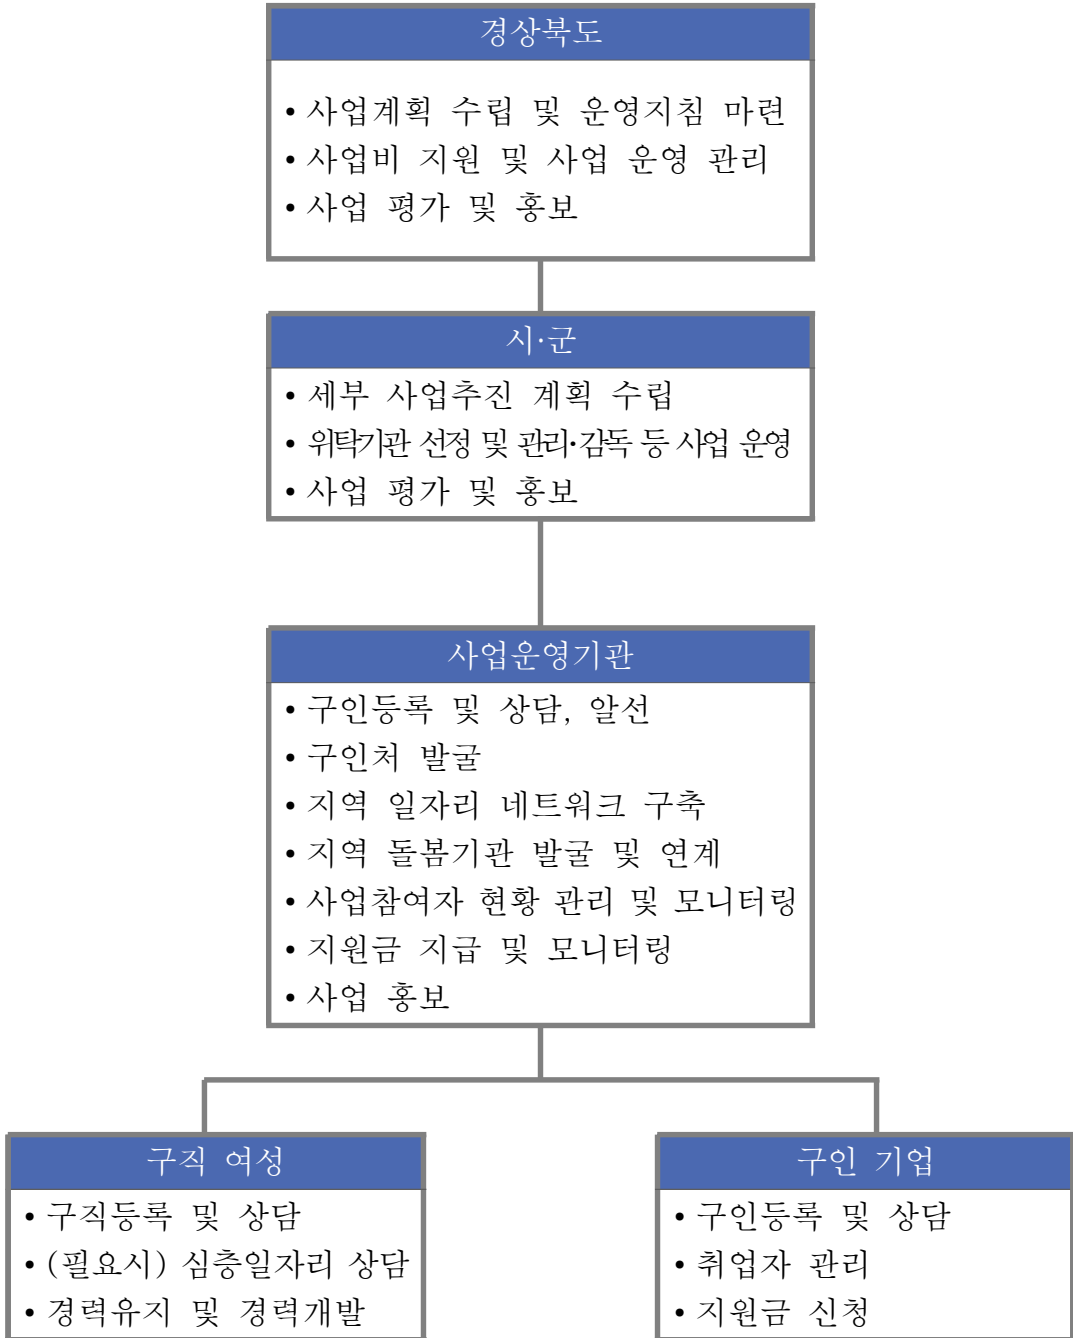 경상북도
• 사업계획 수립 및 운영지침 마련
• 사업비 지원 및 사업 운영 관리
• 사업 평가 및 홍보
시·군
• 세부 사업추진 계획 수립
• 위탁기관 선정 및 관리·감독 등 사업 운영
• 사업 평가 및 홍보
사업운영기관
• 구인등록 및 상담, 알선
• 구인처 발굴
• 지역 일자리 네트워크 구축
• 지역 돌봄기관 발굴 및 연계
• 사업참여자 현황 관리 및 모니터링
• 지원금 지급 및 모니터링
• 사업 홍보
구직 여성
• 구직등록 및 상담
• (필요시) 심층일자리 상담
• 경력유지 및 경력개발
구인 기업
• 구인등록 및 상담
• 취업자 관리
• 지원금 신청